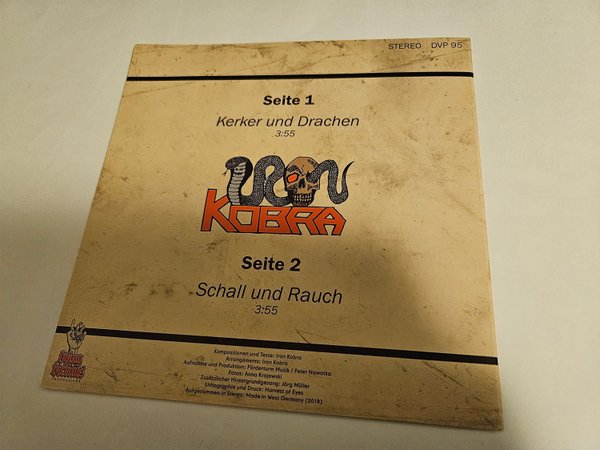 STEREO DVP 95
Seite 1
Kerker und Drachen
3:55
IRON
KOBRA
Seite 2
Schall und Rauch
3:55
Kompositionen und Texte: Iron Kobra
Arrangements: Iron Kobra
Aufnahme und Produktion: Förderturm Musik / Peter Nowotka
Fotos: Anna Krajewski
Zusätzlicher Hintergrundgesang: Jörg Müller
Lithographie und Druck: Harvest of Eyes
Aufgenommen in Stereo. Made in West Germany (2018)